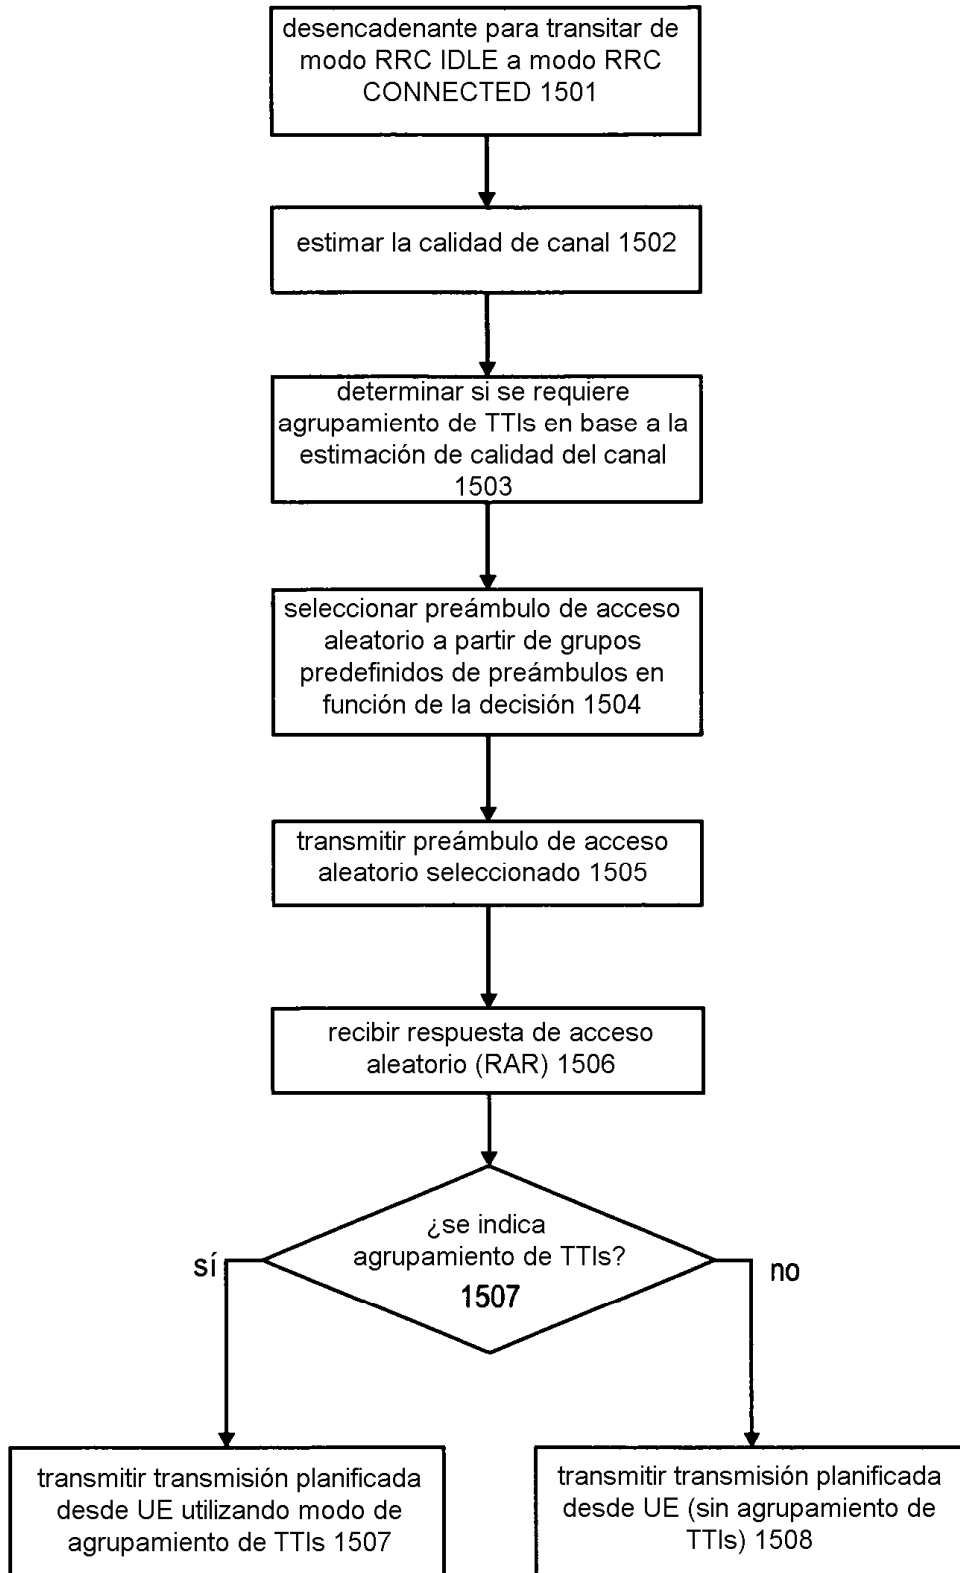 desencadenante para transitar de
modo RRC IDLE a modo RRC
CONNECTED 1501
estimar la calidad de canal 1502
determinar si se requiere
agrupamiento de TTIs en base a la
estimación de calidad del canal
1503
seleccionar preámbulo de acceso
aleatorio a partir de grupos
predefinidos de preámbulos en
función de la decisión 1504
transmitir preámbulo de acceso
aleatorio seleccionado 1505
recibir respuesta de acceso
aleatorio (RAR) 1506
¿se indica
agrupamiento de TTIs?
1507
sí
no
transmitir transmisión planificada
desde UE utilizando modo de
agrupamiento de TTIs 1507
transmitir transmisión planificada
desde UE (sin agrupamiento de
TTIs) 1508